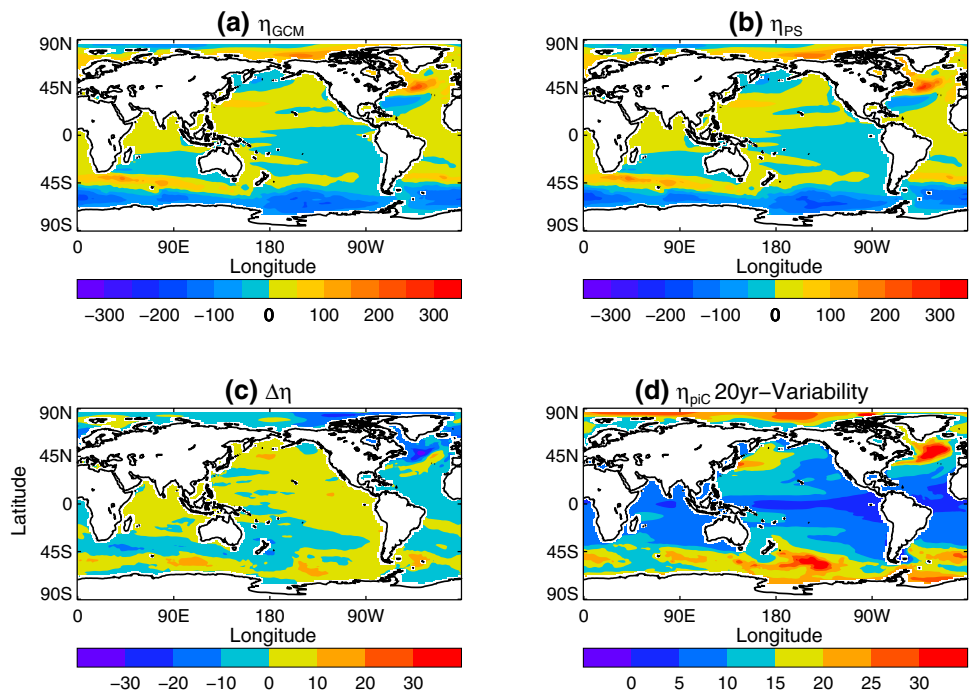 (a) ηGCM
(b) ηPS
90N
45N
0
45S
90S
0 90E 180 90W
Longitude
−300 −200 −100 0 100 200 300
90N
45N
0
45S
90S
0 90E 180 90W
Longitude
−300 −200 −100 0 100 200 300
(c) Δη
(d) ηpiC 20yr−Variability
Latitude
90N
45N
0
45S
90S
0 90E 180 90W
Longitude
−30 −20 −10 0 10 20 30
90N
45N
0
45S
90S
0 90E 180 90W
Longitude
0 5 10 15 20 25 30